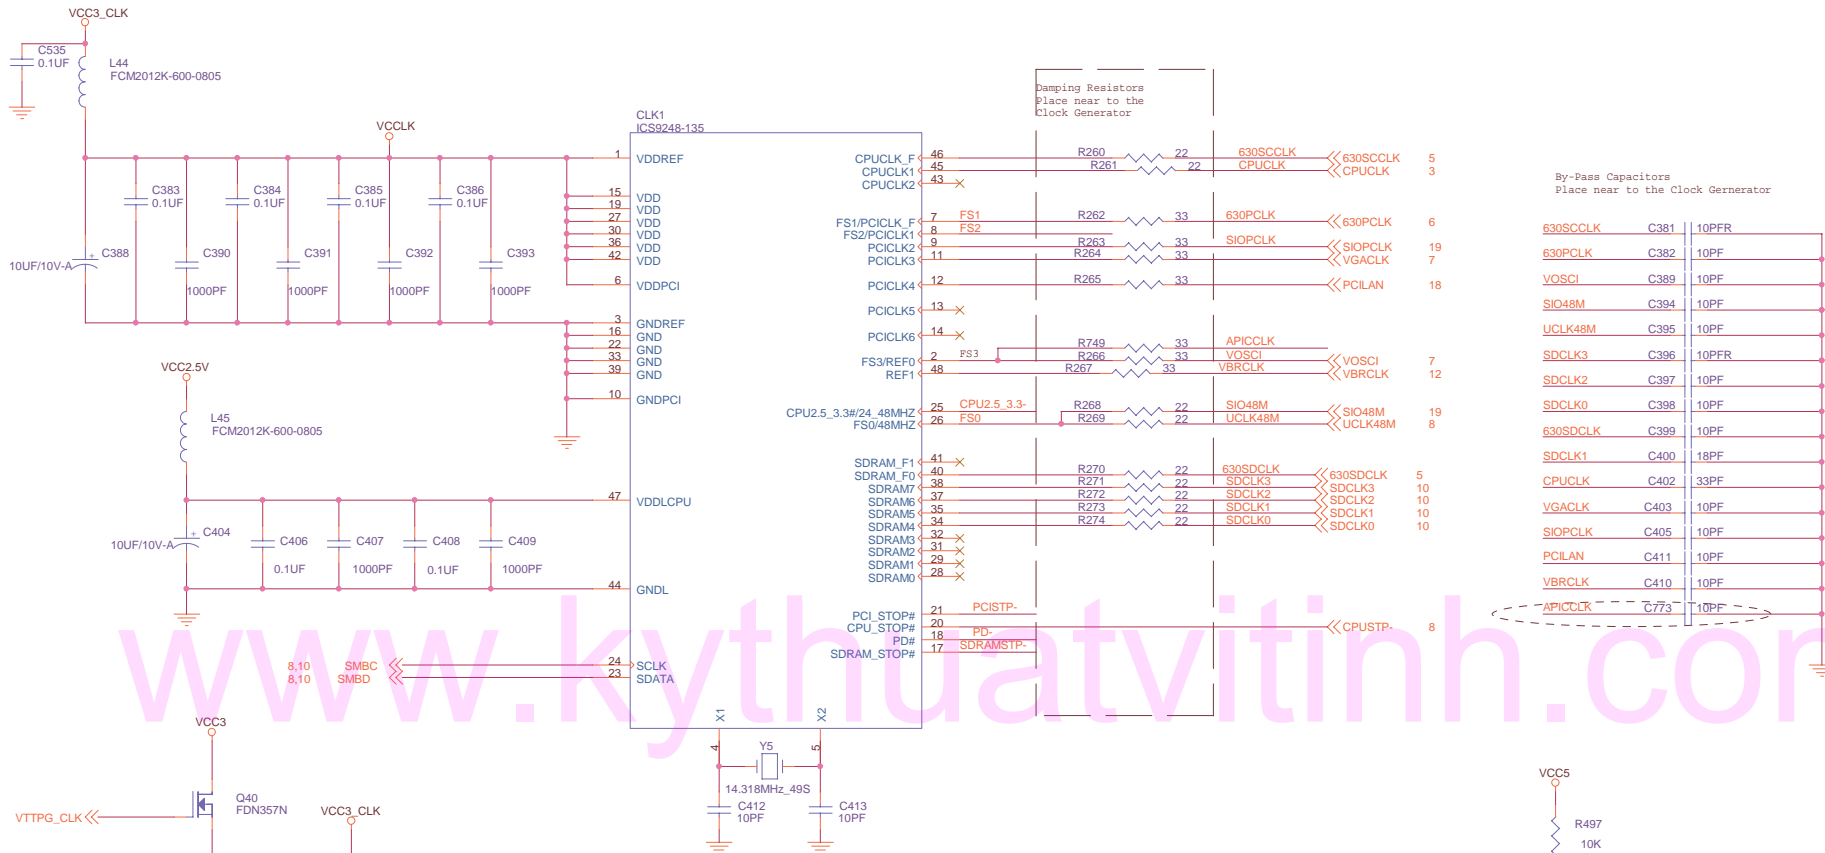 VCC3_CLK
C535
0.1UF
L44
FCM2012K-600-0805
VCCLK
C383
0.1UF
C384
0.1UF
C385
0.1UF
C386
0.1UF
C388
10UF/10V-A
C390
1000PF
C391
1000PF
C392
1000PF
C393
1000PF
VCC2.5V
L45
FCM2012K-600-0805
C404
10UF/10V-A
C406
0.1UF
C407
1000PF
C408
0.1UF
C409
1000PF
8,10 SMBC
8,10 SMBD
VCC3
Q40
FDN357N
VTTPG_CLK
VCC3_CLK
CLK1
ICS9248-135
1 VDDREF
15 VDD
19 VDD
27 VDD
30 VDD
36 VDD
42 VDD
6 VDDPCI
3 GNDREF
16 GND
22 GND
33 GND
39 GND
10 GNDPCI
47 VDDLCPU
44 GNDL
24 SCLK
23 SDATA
X1 X2
4 5
Y5
14.318MHz_49S
C412
10PF
C413
10PF
Damping Resistors
Place near to the
Clock Generator
CPUCLK_F 46 R260 22 630SCCLK 630SCCLK 5
CPUCLK1 45 R261 22 CPUCLK CPUCLK 3
CPUCLK2 43
FS1/PCICLK_F 7 FS1 R262 33 630PCLK 630PCLK 6
FS2/PCICLK1 8 FS2
PCICLK2 9 R263 33 SIOPCLK SIOPCLK 19
PCICLK3 11 R264 33 VGACLK 7
PCICLK4 12 R265 33 PCILAN 18
PCICLK5 13
PCICLK6 14
R749 33 APICCLK
FS3/REF0 2 FS3 R266 33 VOSCI VOSCI 7
REF1 48 R267 33 VBRCLK VBRCLK 12
CPU2.5_3.3#/24_48MHZ 25 CPU2.5_3.3- R268 22 SIO48M SIO48M 19
FS0/48MHZ 26 FS0 R269 22 UCLK48M UCLK48M 8
SDRAM_F1 41
SDRAM_F0 40 R270 22 630SDCLK 630SDCLK 5
SDRAM7 38 R271 22 SDCLK3 SDCLK3 10
SDRAM6 37 R272 22 SDCLK2 SDCLK2 10
SDRAM5 35 R273 22 SDCLK1 SDCLK1 10
SDRAM4 34 R274 22 SDCLK0 SDCLK0 10
SDRAM3 32
SDRAM2 31
SDRAM1 29
SDRAM0 28
PCI_STOP# 21 PCISTP-
CPU_STOP# 20 CPUSTP- 8
PD# 18 PD-
SDRAM_STOP# 17 SDRAMSTP-
By-Pass Capacitors
Place near to the Clock Gernerator
630SCCLK C381 10PFR
630PCLK C382 10PF
VOSCI C389 10PF
SIO48M C394 10PF
UCLK48M C395 10PF
SDCLK3 C396 10PFR
SDCLK2 C397 10PF
SDCLK0 C398 10PF
630SDCLK C399 10PF
SDCLK1 C400 18PF
CPUCLK C402 33PF
VGACLK C403 10PF
SIOPCLK C405 10PF
PCILAN C411 10PF
VBRCLK C410 10PF
APICCLK C773 10PF
VCC5
R497
10K
www.kythuatvitinh.com